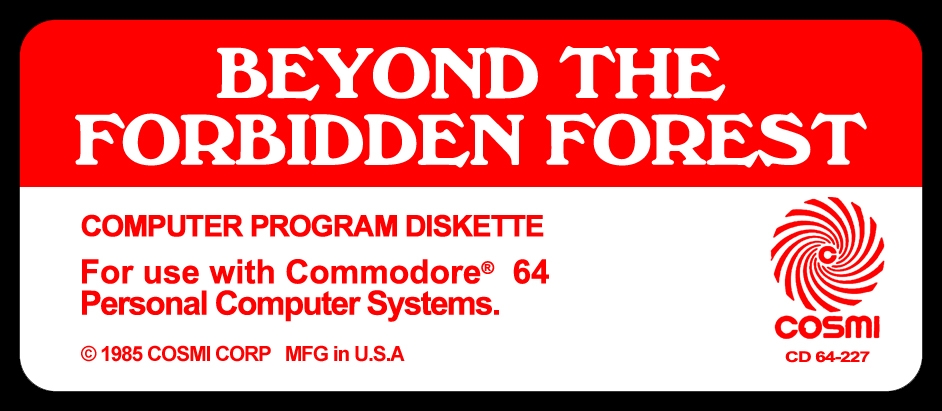 BEYOND THE
FORBIDDEN FOREST
COMPUTER PROGRAM DISKETTE
For use with Commodore® 64
Personal Computer Systems.
© 1985 COSMI CORP MFG in U.S.A
C
COSMI
CD 64-227